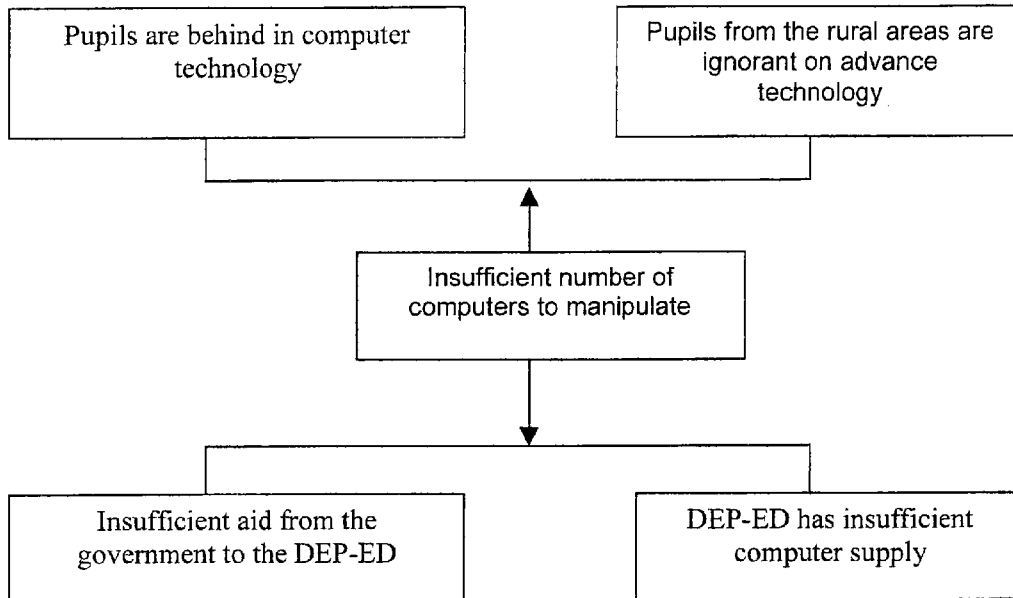 Pupils are behind in computer
technology
Pupils from the rural areas are
ignorant on advance
technology
Insufficient number of
computers to manipulate
Insufficient aid from the
government to the DEP-ED
DEP-ED has insufficient
computer supply